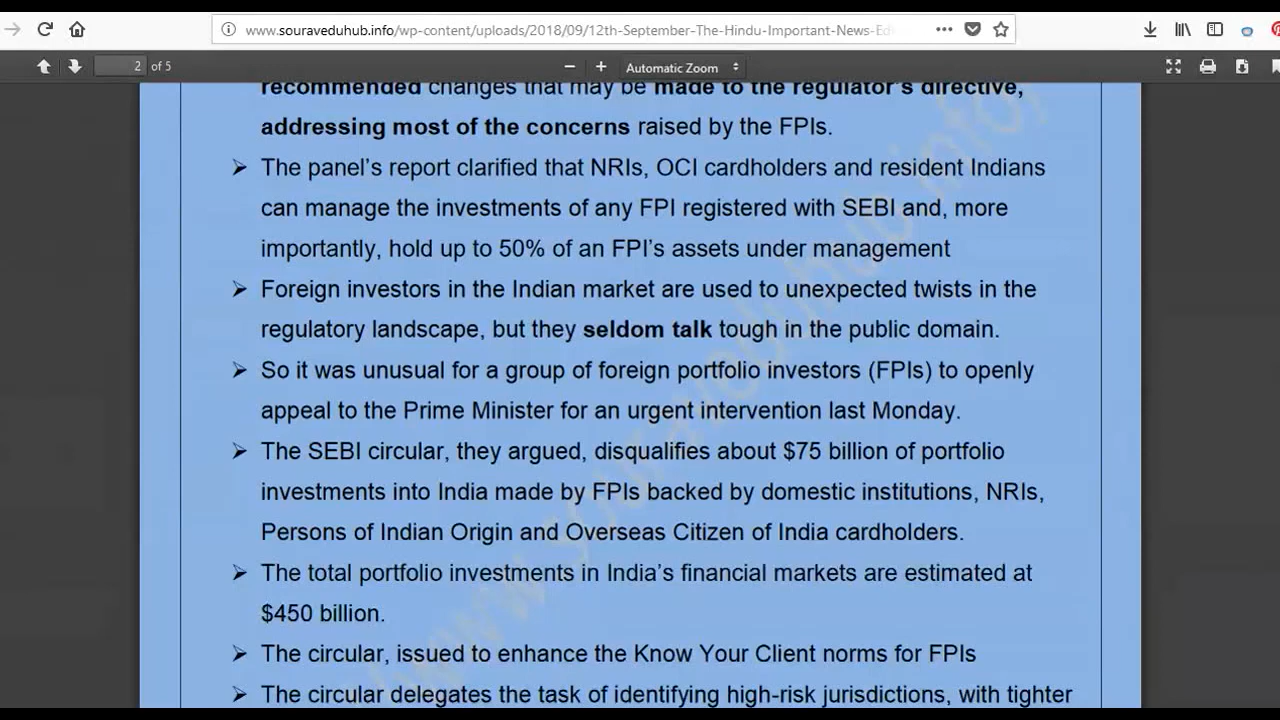 www.souraveduhub.info/wp-content/uploads/2018/09/12th-September-The-Hindu-Important-News-Ed
2 of 5
Automatic Zoom
recommended changes that may be made to the regulator's directive,
addressing most of the concerns raised by the FPIs.
➢ The panel’s report clarified that NRIs, OCI cardholders and resident Indians
can manage the investments of any FPI registered with SEBI and, more
importantly, hold up to 50% of an FPI’s assets under management
➢ Foreign investors in the Indian market are used to unexpected twists in the
regulatory landscape, but they seldom talk tough in the public domain.
➢ So it was unusual for a group of foreign portfolio investors (FPIs) to openly
appeal to the Prime Minister for an urgent intervention last Monday.
➢ The SEBI circular, they argued, disqualifies about $75 billion of portfolio
investments into India made by FPIs backed by domestic institutions, NRIs,
Persons of Indian Origin and Overseas Citizen of India cardholders.
➢ The total portfolio investments in India’s financial markets are estimated at
$450 billion.
➢ The circular, issued to enhance the Know Your Client norms for FPIs
➢ The circular delegates the task of identifying high-risk jurisdictions, with tighter
www.souraveduhub.info